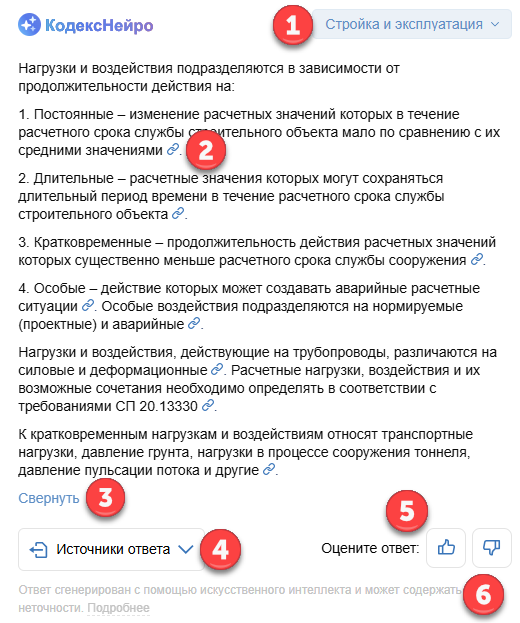 КодексНейро
1
Стройка и эксплуатация
Нагрузки и воздействия подразделяются в зависимости от
продолжительности действия на:
1. Постоянные – изменение расчетных значений которых в течение
расчетного срока службы строительного объекта мало по сравнению с их
средними значениями .
2
2. Длительные – расчетные значения которых могут сохраняться
длительный период времени в течение расчетного срока службы
строительного объекта .
3. Кратковременные – продолжительность действия расчетных значений
которых существенно меньше расчетного срока службы сооружения .
4. Особые – действие которых может создавать аварийные расчетные
ситуации . Особые воздействия подразделяются на нормируемые
(проектные) и аварийные .
Нагрузки и воздействия, действующие на трубопроводы, различаются на
силовые и деформационные . Расчетные нагрузки, воздействия и их
возможные сочетания необходимо определять в соответствии с
требованиями СП 20.13330 .
К кратковременным нагрузкам и воздействиям относят транспортные
нагрузки, давление грунта, нагрузки в процессе сооружения тоннеля,
давление пульсации потока и другие .
Свернуть
3
Источники ответа
4
5
Оцените ответ:
Ответ сгенерирован с помощью искусственного интеллекта и может содержать
6
неточности. Подробнее